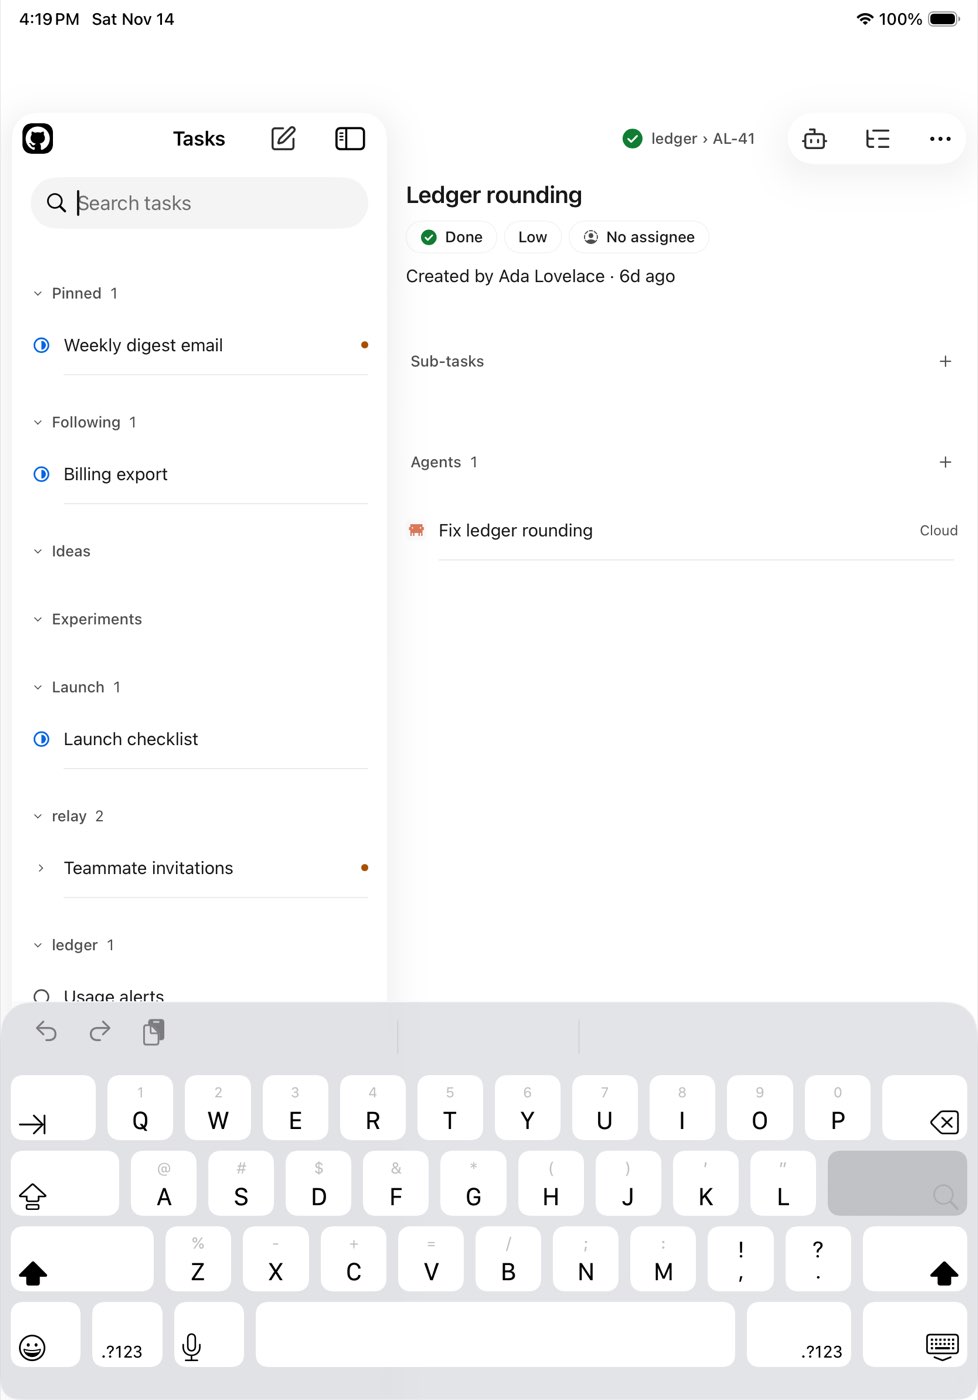 4:19 PM Sat Nov 14
100%
Tasks
Search tasks
Pinned 1
Weekly digest email
Following 1
Billing export
Ideas
Experiments
Launch 1
Launch checklist
relay 2
Teammate invitations
ledger 1
Usage alerts
ledger › AL-41
Ledger rounding
Done Low No assignee
Created by Ada Lovelace · 6d ago
Sub-tasks
Agents 1
Fix ledger rounding Cloud
1 2 3 4 5 6 7 8 9 0
Q W E R T Y U I O P
@ # $ & * ( ) ' "
A S D F G H J K L
% - + = / ; : ! ?
Z X C V B N M , .
.?123 .?123